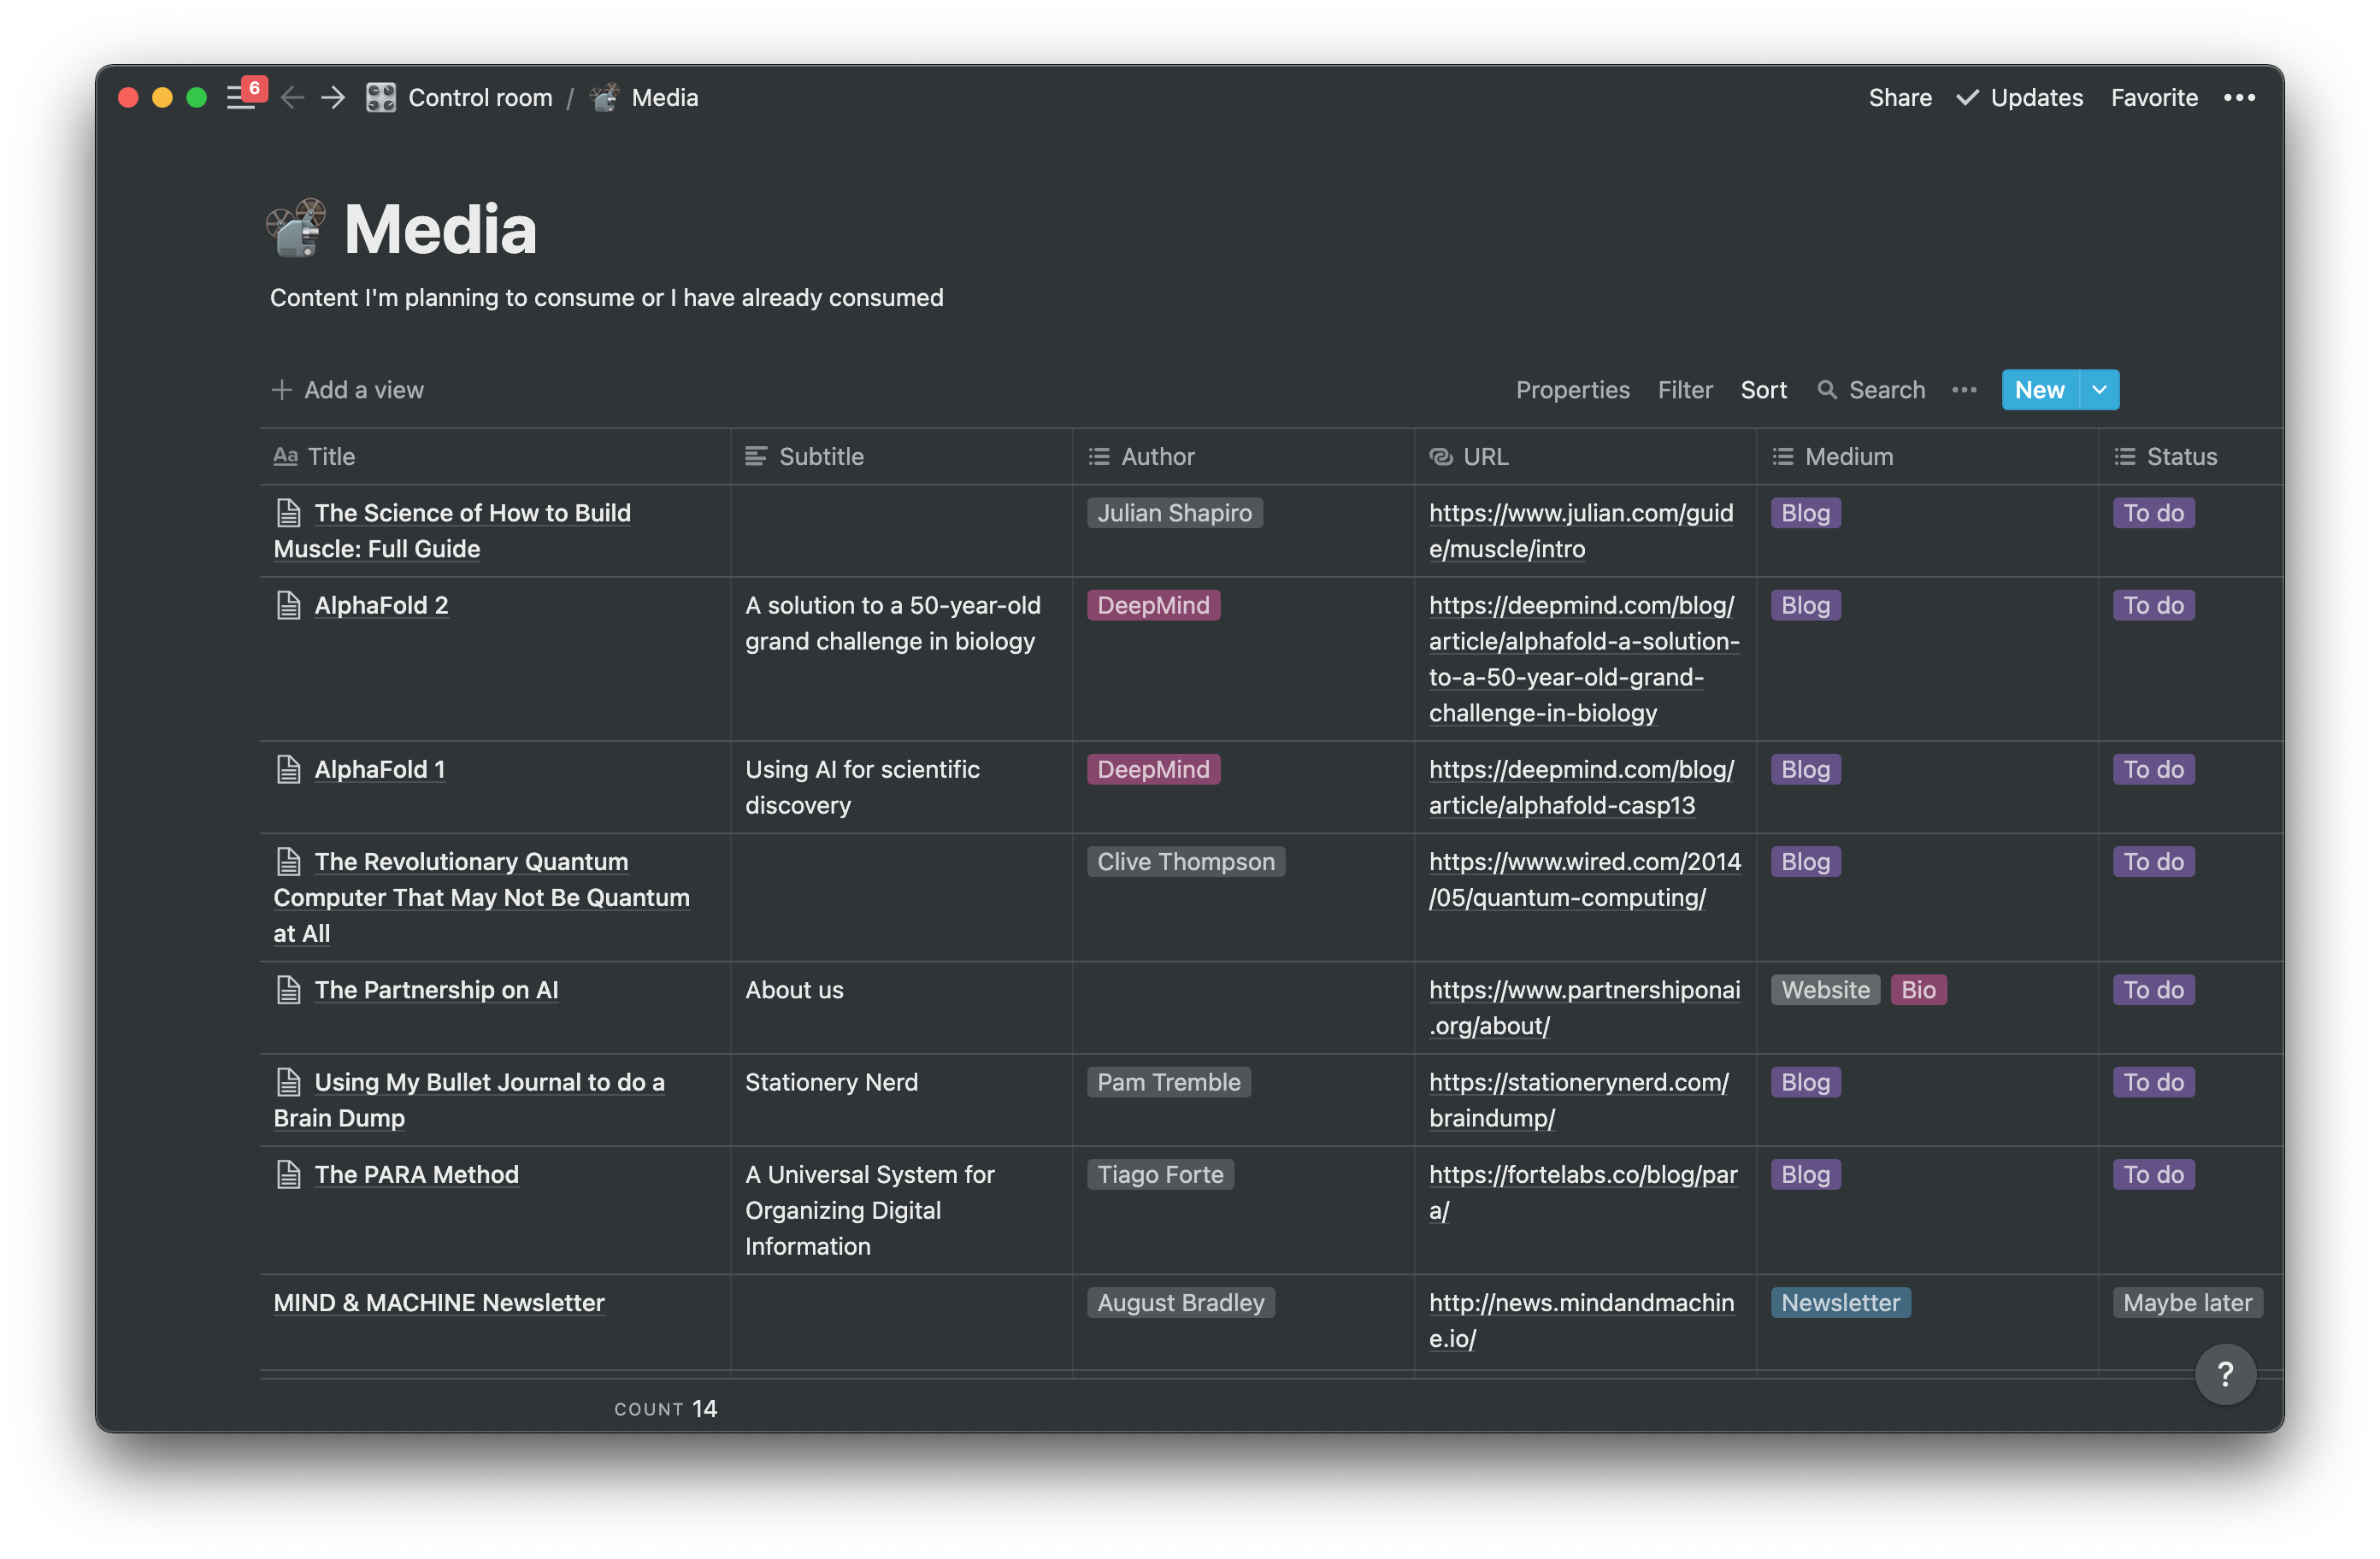 6
Control room / Media
Share Updates Favorite
Media
Content I'm planning to consume or I have already consumed
Add a view
Properties Filter Sort Search New
Aa Title Subtitle Author URL Medium Status
The Science of How to Build
Muscle: Full Guide
Julian Shapiro
https://www.julian.com/guid
e/muscle/intro
Blog
To do
AlphaFold 2
A solution to a 50-year-old
grand challenge in biology
DeepMind
https://deepmind.com/blog/
article/alphafold-a-solution-
to-a-50-year-old-grand-
challenge-in-biology
Blog
To do
AlphaFold 1
Using AI for scientific
discovery
DeepMind
https://deepmind.com/blog/
article/alphafold-casp13
Blog
To do
The Revolutionary Quantum
Computer That May Not Be Quantum
at All
Clive Thompson
https://www.wired.com/2014
/05/quantum-computing/
Blog
To do
The Partnership on AI
About us
https://www.partnershiponai
.org/about/
Website Bio
To do
Using My Bullet Journal to do a
Brain Dump
Stationery Nerd
Pam Tremble
https://stationerynerd.com/
braindump/
Blog
To do
The PARA Method
A Universal System for
Organizing Digital
Information
Tiago Forte
https://fortelabs.co/blog/par
a/
Blog
To do
MIND & MACHINE Newsletter
August Bradley
http://news.mindandmachin
e.io/
Newsletter
Maybe later
?
COUNT 14